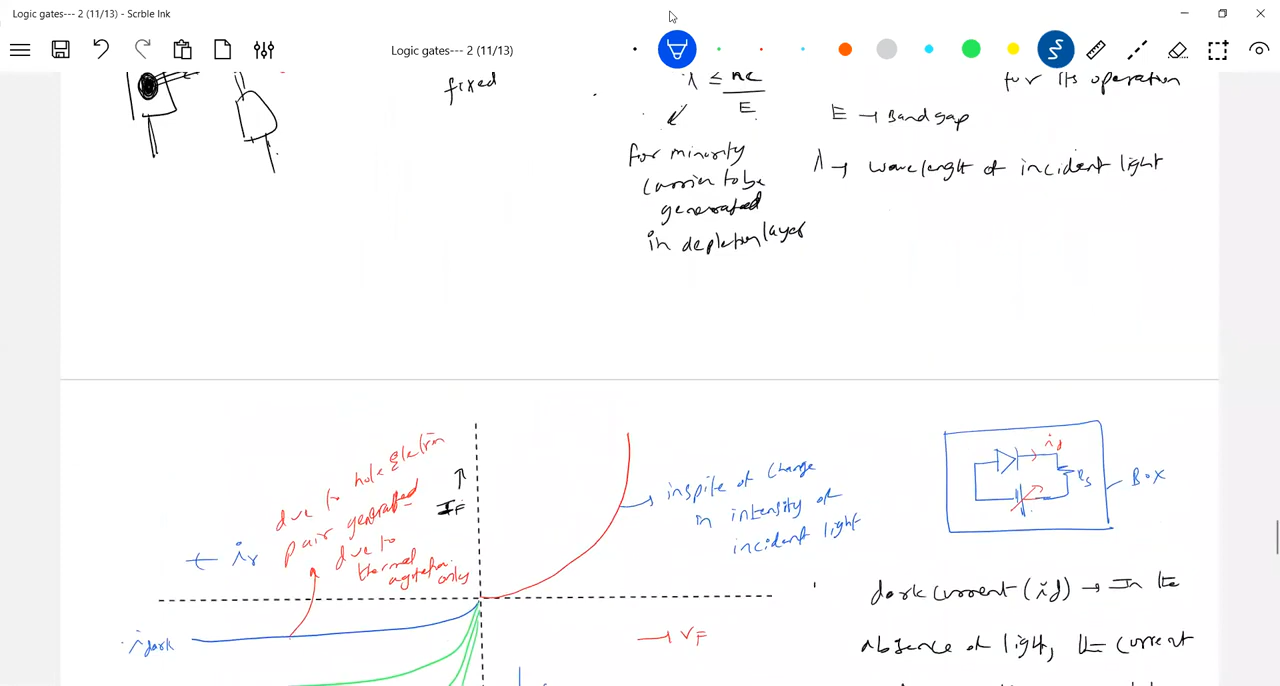 Logic gates--- 2 (11/13) - Scrble Ink
Logic gates--- 2 (11/13)
fixed
λ ≤ hc
E
for its operation
E → Bandgap
for minority
carrier to be
generated
in depletion layer
λ → wavelength of incident light
due to hole Electron
pair generated
due to
thermal
agitation
only
IF
← ir
inspite of change
in intensity of
incident light
id
Rs
Box
idark
→ VF
dark current (id) → In the
absence of light, the current